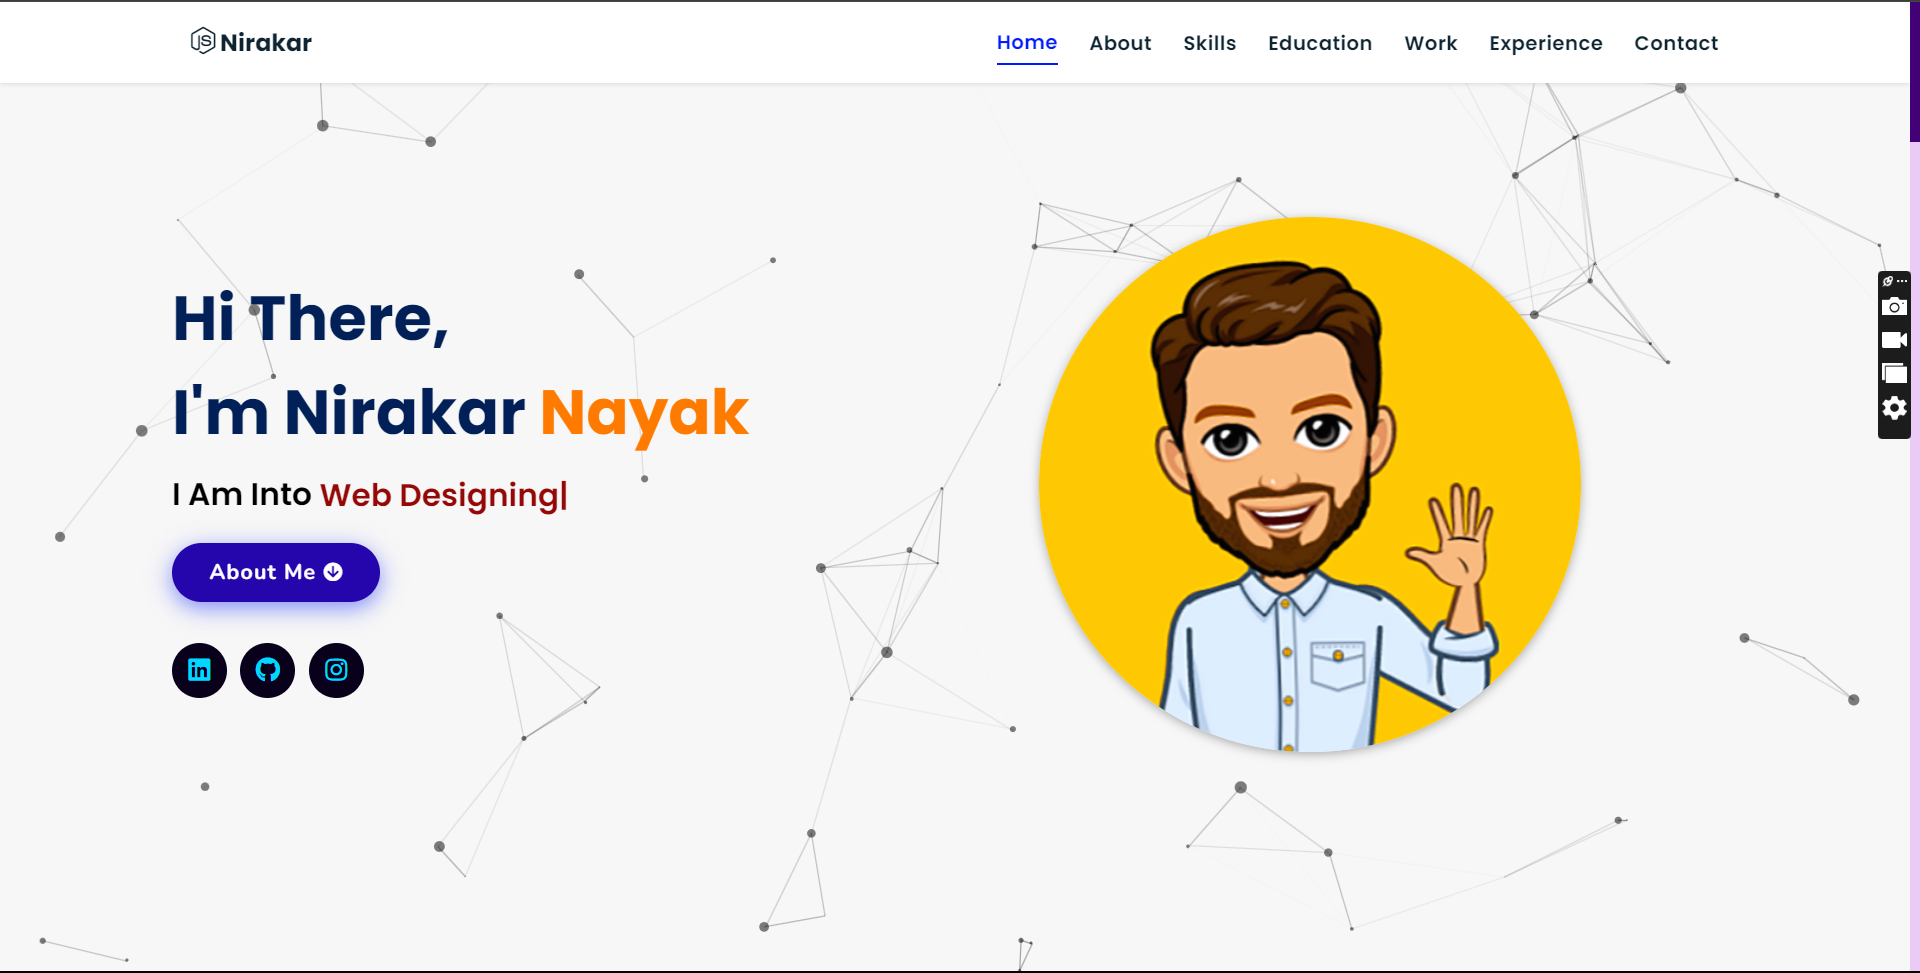 Nirakar
Home About Skills Education Work Experience Contact
Hi There,
I'm Nirakar Nayak
I Am Into Web Designing|
About Me